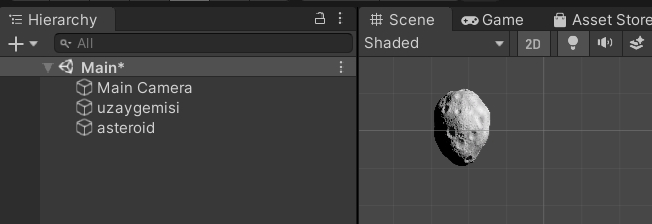 Hierarchy
All
Main*
Main Camera
uzaygemisi
asteroid
Scene
Game
Asset Store
Shaded
2D